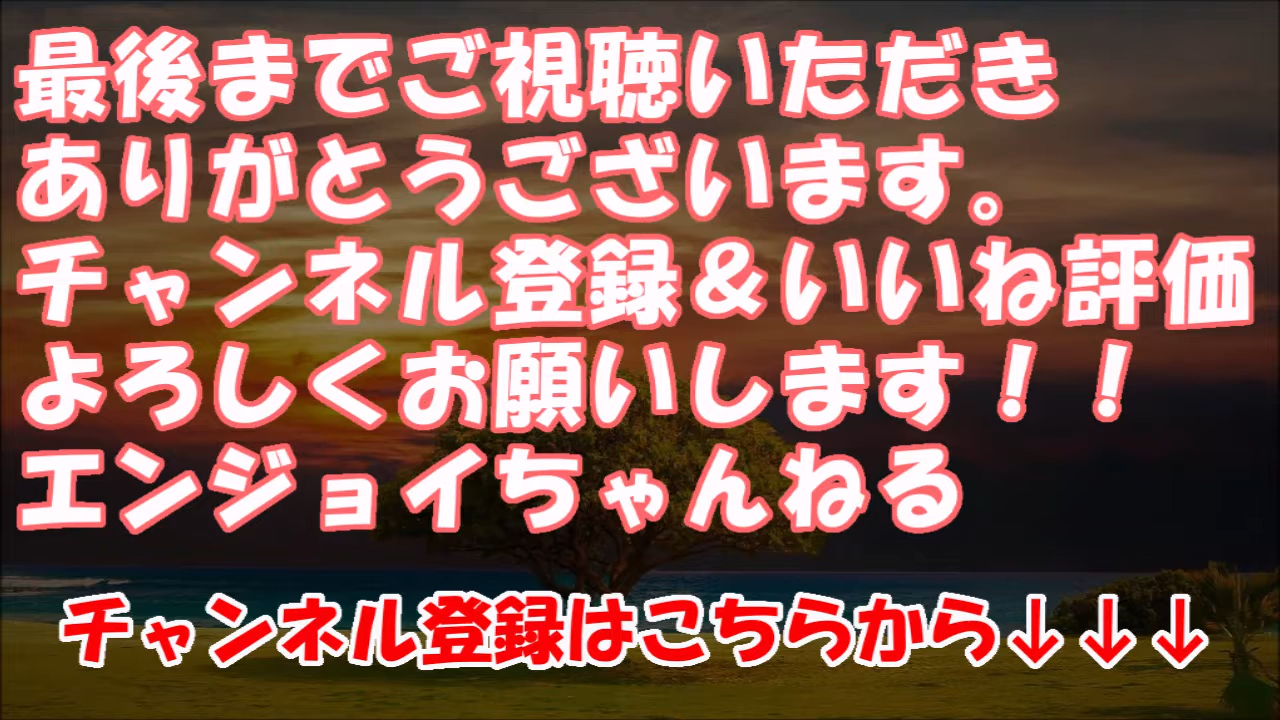 最後までご視聴いただき
ありがとうございます。
チャンネル登録＆いいね評価
よろしくお願いします！！
エンジョイちゃんねる
チャンネル登録はこちらから↓↓↓